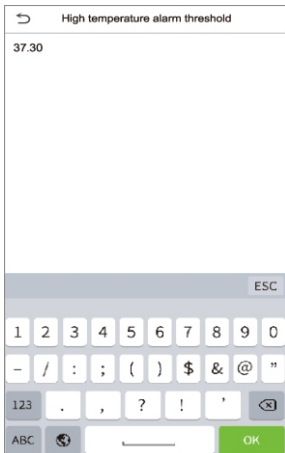 High temperature alarm threshold
37.30
ESC
1 2 3 4 5 6 7 8 9 0
- / : ; ( ) $ & @ ”
123 . , ? ! ’
ABC OK